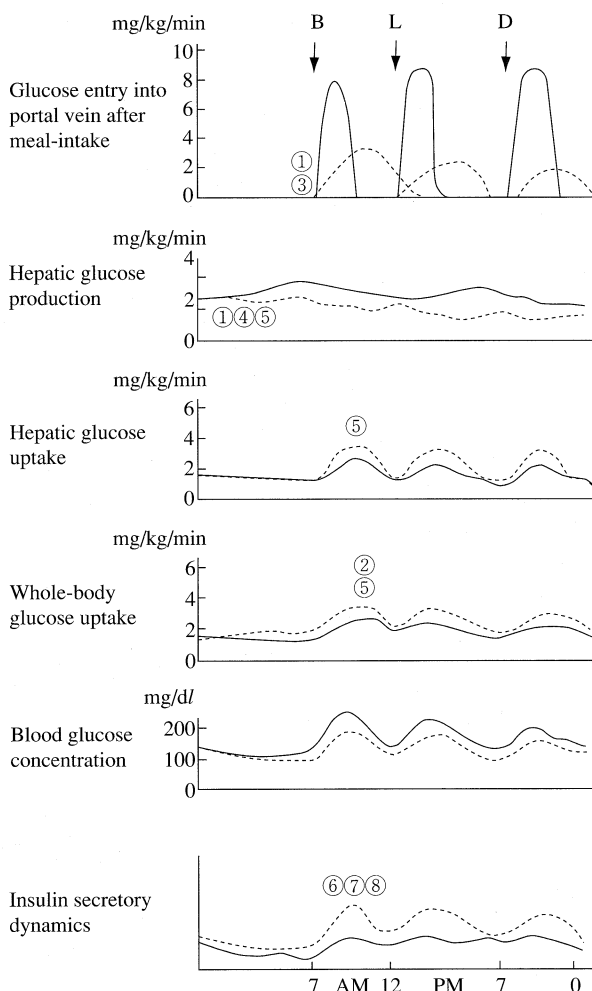 mg/kg/min B L D
10
Glucose entry into 8
portal vein after 6
meal-intake 4
① 2
③ 0
mg/kg/min
4
Hepatic glucose
production 2
①④⑤
0
mg/kg/min
6
⑤
Hepatic glucose 4
uptake 2
0
mg/kg/min
6 ②
⑤
Whole-body 4
glucose uptake 2
0
mg/dl
200
Blood glucose
concentration 100
0
⑥⑦⑧
Insulin secretory
dynamics
7 AM 12 PM 7 0